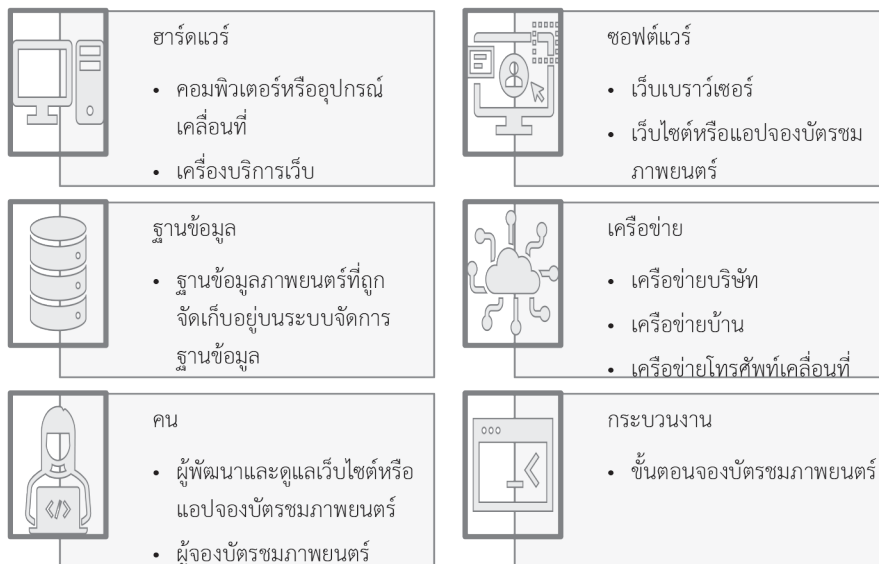 ฮาร์ดแวร์
• คอมพิวเตอร์หรืออุปกรณ์
เคลื่อนที่
• เครื่องบริการเว็บ
ซอฟต์แวร์
• เว็บเบราว์เซอร์
• เว็บไซต์หรือแอปจองบัตรชม
ภาพยนตร์
ฐานข้อมูล
• ฐานข้อมูลภาพยนตร์ที่ถูก
จัดเก็บอยู่บนระบบจัดการ
ฐานข้อมูล
เครือข่าย
• เครือข่ายบริษัท
• เครือข่ายบ้าน
• เครือข่ายโทรศัพท์เคลื่อนที่
คน
• ผู้พัฒนาและดูแลเว็บไซต์หรือ
แอปจองบัตรชมภาพยนตร์
• ผู้จองบัตรชมภาพยนตร์
</> 
กระบวนงาน
• ขั้นตอนจองบัตรชมภาพยนตร์